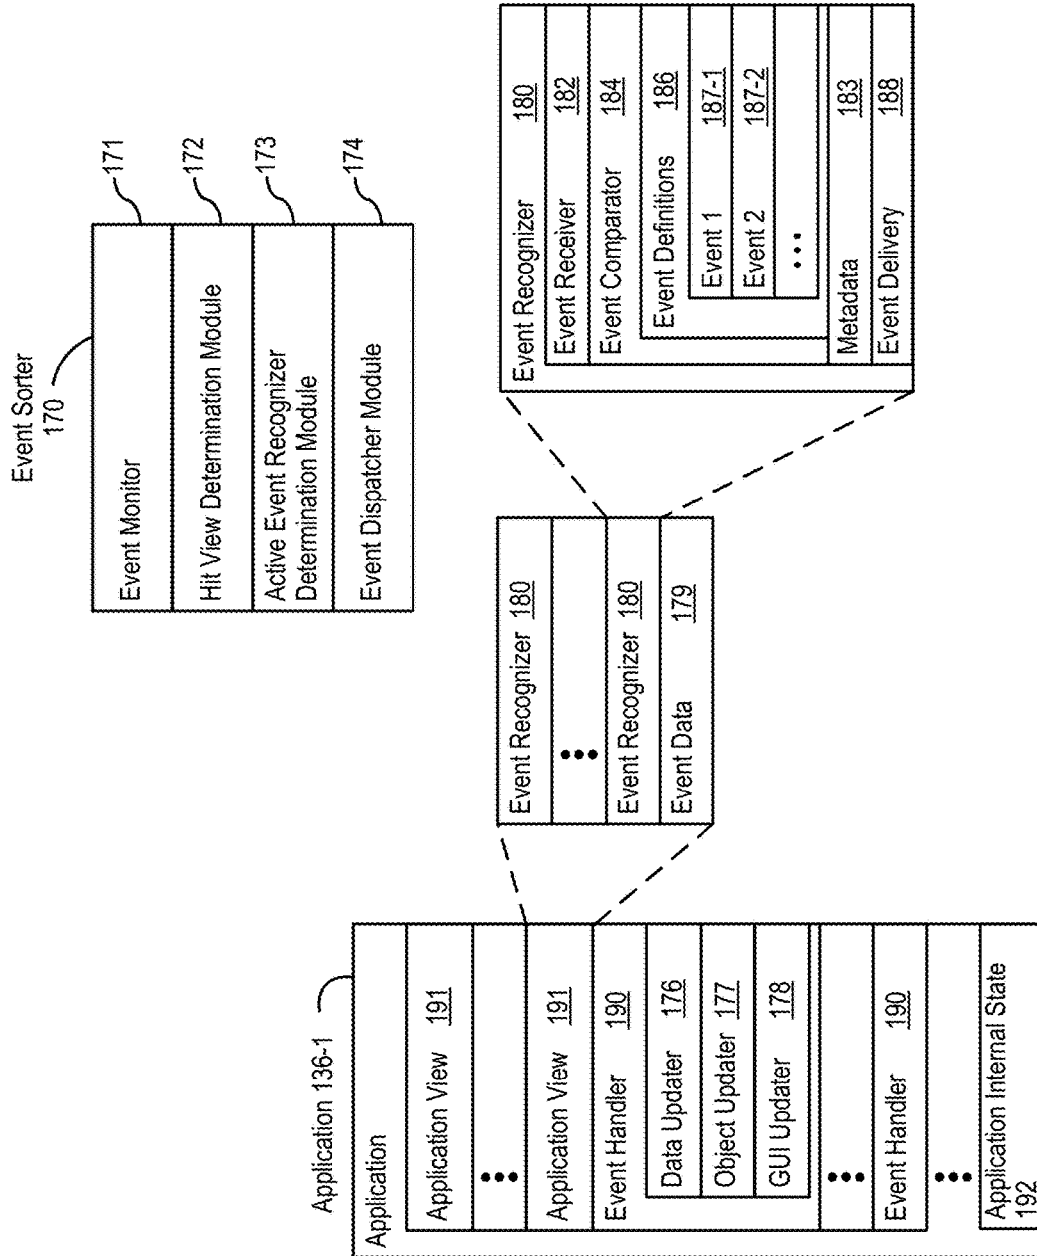 Event Sorter
170
Event Monitor
171
Hit View Determination Module
172
Active Event Recognizer
Determination Module
173
Event Dispatcher Module
174
Application 136-1
Application
Application View 191
•••
Application View 191
Event Handler 190
Data Updater 176
Object Updater 177
GUI Updater 178
•••
Event Handler 190
•••
Application Internal State
192
Event Recognizer 180
•••
Event Recognizer 180
Event Data 179
Event Recognizer 180
Event Receiver 182
Event Comparator 184
Event Definitions 186
Event 1 187-1
Event 2 187-2
•••
Metadata 183
Event Delivery 188